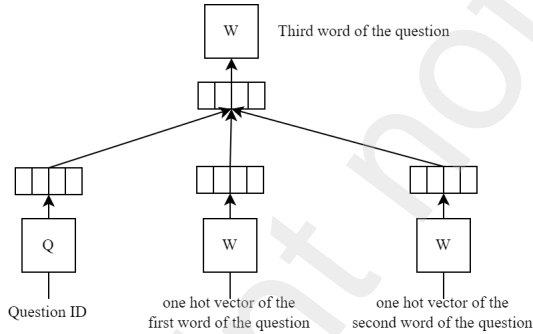 W
Third word of the question
Q
W
W
Question ID
one hot vector of the
first word of the question
one hot vector of the
second word of the question